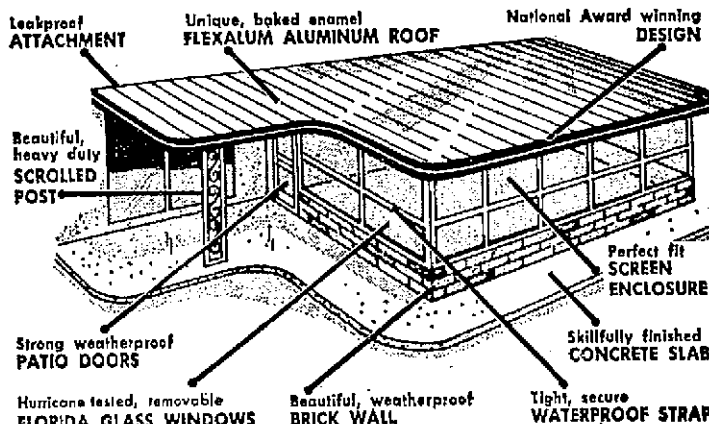 Leakproof
ATTACHMENT
Unique, baked enamel
FLEXALUM ALUMINUM ROOF
National Award winning
DESIGN
Beautiful,
heavy duty
SCROLLED
POST
Perfect fit
SCREEN
ENCLOSURE
Strong weatherproof
PATIO DOORS
Skillfully finished
CONCRETE SLAB
Hurricane tested, removable
FLORIDA GLASS WINDOWS
Beautiful, weatherproof
BRICK WALL
Tight, secure
WATERPROOF STRAP